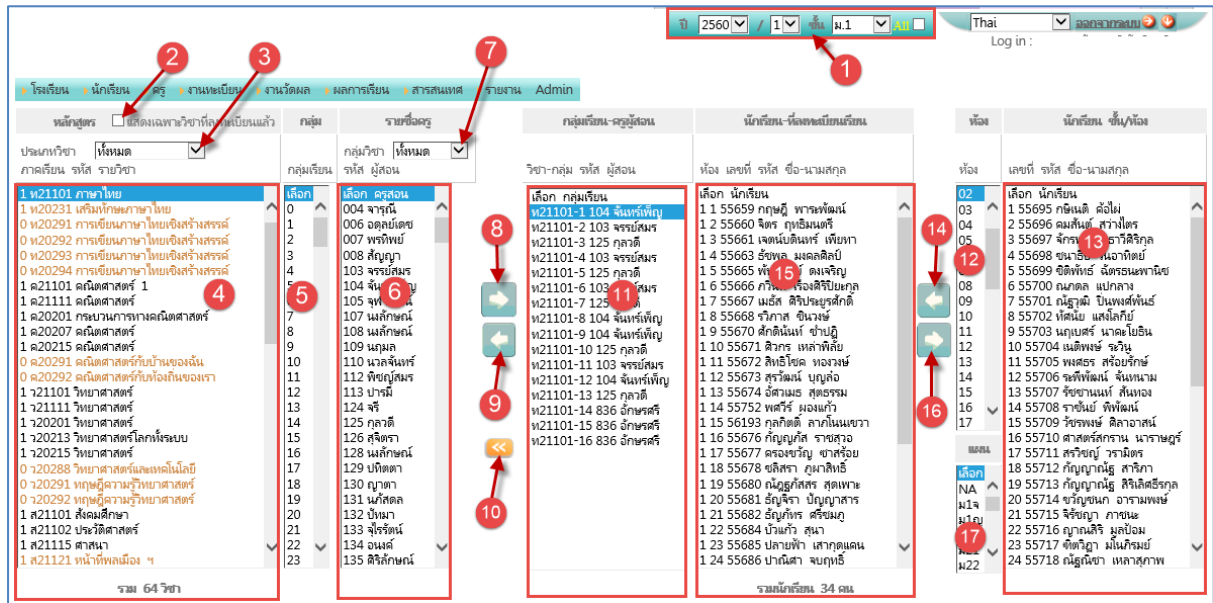 ปี 2560 / 1 ชั้น ม.1 All
Thai ออกจากระบบ
Log in :
1
2
3
7
โรงเรียน นักเรียน ครู งานทะเบียน งานวัดผล ผลการเรียน สารสนเทศ รายงาน Admin
หลักสูตร แสดงเฉพาะวิชาที่ลงทะเบียนแล้ว
กลุ่ม
รายชื่อครู
กลุ่มเรียน-ครูผู้สอน
นักเรียน-ที่ลงทะเบียนเรียน
ห้อง
นักเรียน ชั้น/ห้อง
ประเภทวิชา ทั้งหมด
กลุ่มวิชา ทั้งหมด
ภาคเรียน รหัส รายวิชา
กลุ่มเรียน
รหัส ผู้สอน
วิชา-กลุ่ม รหัส ผู้สอน
ห้อง เลขที่ รหัส ชื่อ-นามสกุล
ห้อง
เลขที่ รหัส ชื่อ-นามสกุล
1 ท21101 ภาษาไทย
1 ท20231 เสริมทักษะภาษาไทย
0 ท20291 การเขียนภาษาไทยเชิงสร้างสรรค์
0 ท20292 การเขียนภาษาไทยเชิงสร้างสรรค์
0 ท20293 การเขียนภาษาไทยเชิงสร้างสรรค์
0 ท20294 การเขียนภาษาไทยเชิงสร้างสรรค์
1 ค21101 คณิตศาสตร์ 1
1 ค21111 คณิตศาสตร์
1 ค20201 กระบวนการทางคณิตศาสตร์
1 ค20207 คณิตศาสตร์
1 ค20215 คณิตศาสตร์
0 ค20291 คณิตศาสตร์กับบ้านของฉัน
0 ค20292 คณิตศาสตร์กับท้องถิ่นของเรา
1 ว21101 วิทยาศาสตร์
1 ว21111 วิทยาศาสตร์
1 ว20201 วิทยาศาสตร์
1 ว20213 วิทยาศาสตร์โลกทั้งระบบ
1 ว20215 วิทยาศาสตร์
0 ว20288 วิทยาศาสตร์และเทคโนโลยี
0 ว20291 ทฤษฎีความรู้วิทยาศาสตร์
0 ว20292 ทฤษฎีความรู้วิทยาศาสตร์
1 ส21101 สังคมศึกษา
1 ส21102 ประวัติศาสตร์
1 ส21115 ศาสนา
1 ส21121 หน้าที่พลเมือง ฯ
4
รวม 64 วิชา
เลือก
0
1
2
3
4
5
7
8
9
10
11
12
13
14
15
16
17
18
19
20
21
22
23
เลือก ครูสอน
004 จารุณี
006 อดุลย์เดช
007 พรทิพย์
008 สัญญา
103 จรรย์สมร
6
107 นลักษณ์
108 นลักษณ์
109 นฤมล
110 นวลจันทร์
112 พิชญ์สมร
113 ปารมี
124 จรี
125 กุลวดี
126 สุจิตรา
128 นลักษณ์
129 ปทิตตา
130 ญาตา
131 นภัสดล
132 ปัทมา
133 จุไรรัตน์
134 อนงค์
135 ศิริลักษณ์
8
9
10
เลือก กลุ่มเรียน
ท21101-1 104 จันทร์เพ็ญ
ท21101-2 103 จรรย์สมร
ท21101-3 125 กุลวดี
ท21101-4 103 จรรย์สมร
ท21101-5 125 กุลวดี
ท21101-6 103
ท21101-7 125
11
ท21101-8 104 จันทร์เพ็ญ
ท21101-9 104 จันทร์เพ็ญ
ท21101-10 125 กุลวดี
ท21101-11 103 จรรย์สมร
ท21101-12 104 จันทร์เพ็ญ
ท21101-13 125 กุลวดี
ท21101-14 836 อักษรศรี
ท21101-15 836 อักษรศรี
ท21101-16 836 อักษรศรี
เลือก นักเรียน
1 1 55659 กฤษฎี พาระพัฒน์
1 2 55660 จิตร ฤทธิมนตรี
1 3 55661 เจตน์บดินทร์ เพียทา
1 4 55663 ธัชพล มงคลศิลป์
1 5 55665 ดงเจริญ
1 6 55666 เรืองศิริปิยะกุล
15
1 7 55667 เมธัส ศิริประยูรศักดิ์
1 8 55668 รวิภาส ชินวงษ์
1 9 55670 ศักดินันท์ ชำปฏิ
1 10 55671 ศิวกร เหล่าพิลัย
1 11 55672 สิทธิโชค ทองวงษ์
1 12 55673 สุรวัฒน์ บุญล่อ
1 13 55674 อัศวเมธ สุตธรรม
1 14 55752 พศวีร์ ผองแก้ว
1 15 56193 กุลกิตติ์ ลาภโนนเขวา
1 16 55676 กัญญภัส ราชสุวอ
1 17 55677 ครองขวัญ ซาสร้อย
1 18 55678 ชลิสรา ภูผาสิทธิ์
1 19 55680 ณัฏฐภัสสร สุดเพาะ
1 20 55681 ธัญจิรา ปัญญาสาร
1 21 55682 ธัญภัทร ศรีชมภู
1 22 55684 บัวแก้ว สุนา
1 23 55685 ปลายฟ้า เสากุดแคน
1 24 55686 ปาณิศา จบฤทธิ์
รวมนักเรียน 34 คน
14
16
02
03
04
05
12
08
09
10
11
12
13
14
15
16
17
แผน
เลือก
NA
ม1จ
ม1ญ
17
ม22
เลือก นักเรียน
1 55695 กษิเนติ คือไผ่
2 55696 คมสันต์ สว่างไตร
3 55697
4 55698
13
5 55699 ชิติพัทธ์ ฉัตรธนะพานิช
6 55700 ณภดล แปกลาง
7 55701 ณัฐวุฒิ ปิ่นพงศ์พันธ์
8 55702 ทัศนัย แสงโลกีย์
9 55703 นฤเบศร์ นาคะโยธิน
10 55704 เนติพงษ์ ระวิน
11 55705 พงศธร สร้อยรักษ์
12 55706 ระพีพัฒน์ จันทนาม
13 55707 รัชชานนท์ สันทอง
14 55708 ราชันย์ พิพัฒน์
15 55709 วัชรพงษ์ ศิลาอาสน์
16 55710 ศาสตร์สกราน นาราษฎร์
17 55711 สรวิชญ์ วรามิตร
18 55712 กัญญาณัฐ สาริกา
19 55713 กัญญาณัฐ สิริเลิศธีรกุล
20 55714 ขวัญชนก อารามพงษ์
21 55715 จิรัชญา ภาชนะ
22 55716 ญาณสิริ มูลป้อม
23 55717 ฑิตวิฎา มโนภิรมย์
24 55718 ณัฐณิชา เหลาสุภาพ